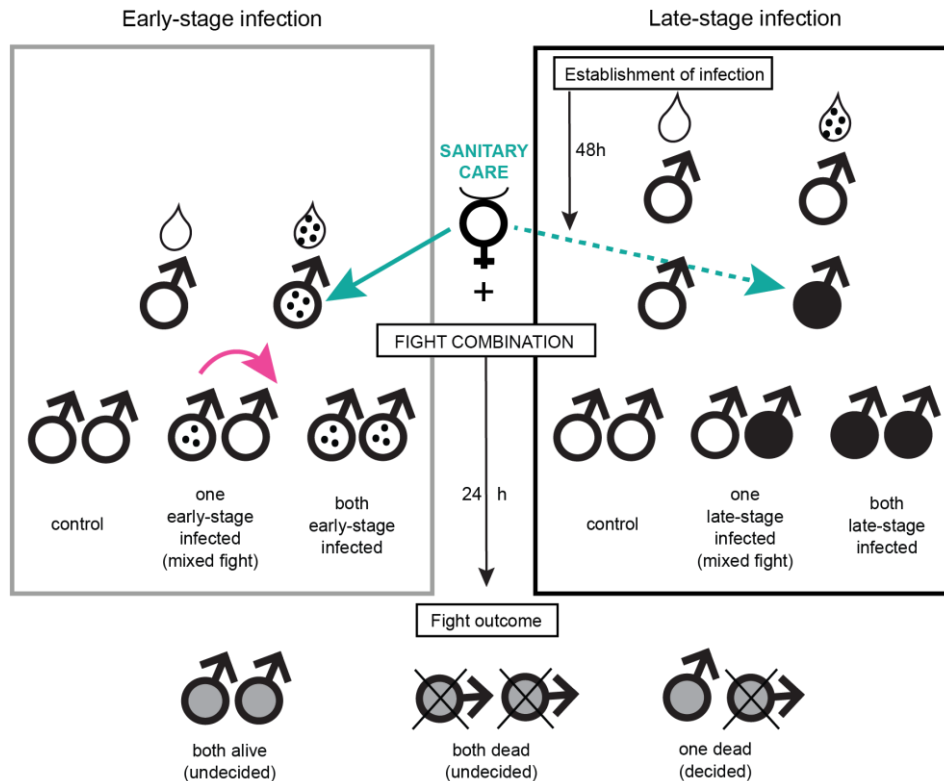 Early-stage infection
Late-stage infection
Establishment of infection
48h
SANITARY
CARE
+
FIGHT COMBINATION
control
one
early-stage
infected
(mixed fight)
both
early-stage
infected
24 h
control
one
late-stage
infected
(mixed fight)
both
late-stage
infected
Fight outcome
both alive
(undecided)
both dead
(undecided)
one dead
(decided)